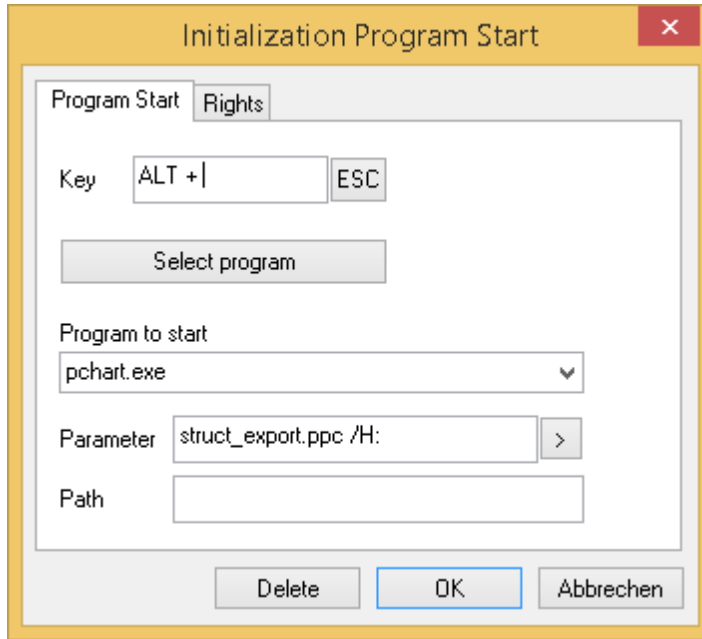 Initialization Program Start
Program Start Rights
Key ALT + ESC
Select program
Program to start
pchart.exe
Parameter struct_export.ppc /H: >
Path
Delete OK Abbrechen